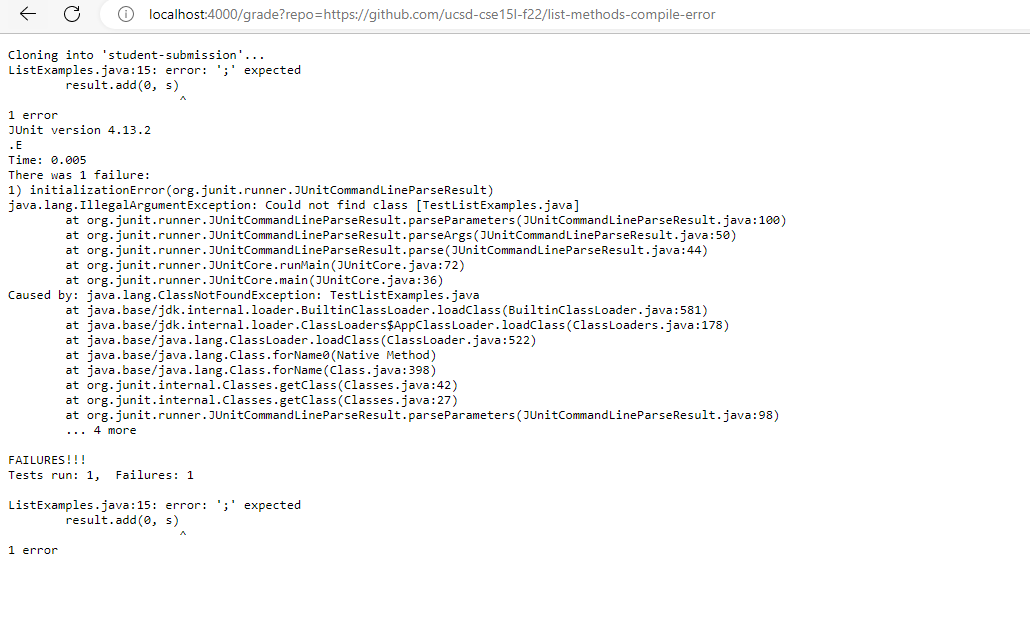 localhost:4000/grade?repo=https://github.com/ucsd-cse15l-f22/list-methods-compile-error
Cloning into 'student-submission'...
ListExamples.java:15: error: ';' expected
        result.add(0, s)
                        ^
1 error
JUnit version 4.13.2
.E
Time: 0.005
There was 1 failure:
1) initializationError(org.junit.runner.JUnitCommandLineParseResult)
java.lang.IllegalArgumentException: Could not find class [TestListExamples.java]
        at org.junit.runner.JUnitCommandLineParseResult.parseParameters(JUnitCommandLineParseResult.java:100)
        at org.junit.runner.JUnitCommandLineParseResult.parseArgs(JUnitCommandLineParseResult.java:50)
        at org.junit.runner.JUnitCommandLineParseResult.parse(JUnitCommandLineParseResult.java:44)
        at org.junit.runner.JUnitCore.runMain(JUnitCore.java:72)
        at org.junit.runner.JUnitCore.main(JUnitCore.java:36)
Caused by: java.lang.ClassNotFoundException: TestListExamples.java
        at java.base/jdk.internal.loader.BuiltinClassLoader.loadClass(BuiltinClassLoader.java:581)
        at java.base/jdk.internal.loader.ClassLoaders$AppClassLoader.loadClass(ClassLoaders.java:178)
        at java.base/java.lang.ClassLoader.loadClass(ClassLoader.java:522)
        at java.base/java.lang.Class.forName0(Native Method)
        at java.base/java.lang.Class.forName(Class.java:398)
        at org.junit.internal.Classes.getClass(Classes.java:42)
        at org.junit.internal.Classes.getClass(Classes.java:27)
        at org.junit.runner.JUnitCommandLineParseResult.parseParameters(JUnitCommandLineParseResult.java:98)
        ... 4 more
FAILURES!!!
Tests run: 1,  Failures: 1
ListExamples.java:15: error: ';' expected
        result.add(0, s)
                        ^
1 error